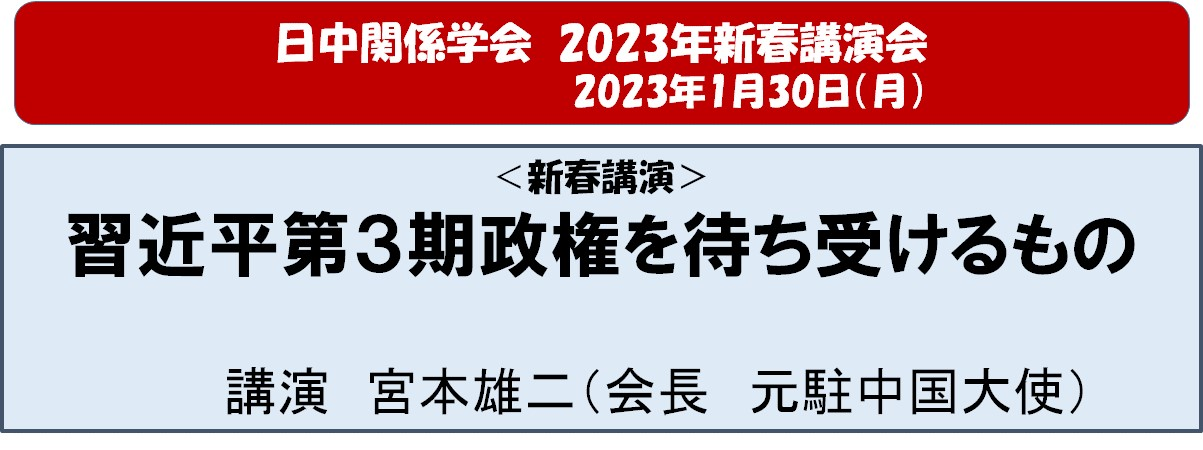 日中関係学会 2023年新春講演会
2023年1月30日(月)
<新春講演>
習近平第3期政権を待ち受けるもの
講演 宮本雄二(会長 元駐中国大使)